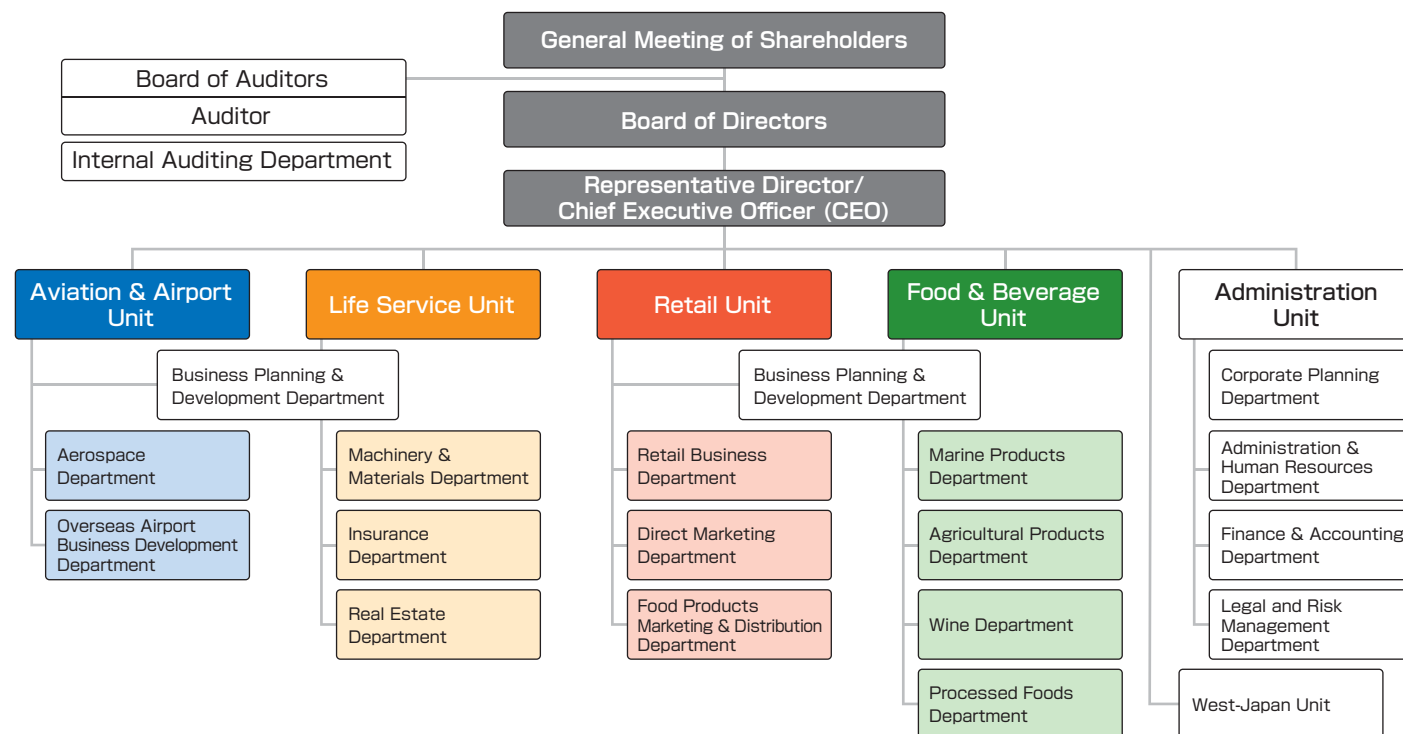 General Meeting of Shareholders
Board of Auditors
Auditor
Internal Auditing Department
Board of Directors
Representative Director/
Chief Executive Officer (CEO)
Aviation & Airport
Unit
Life Service Unit
Retail Unit
Food & Beverage
Unit
Administration
Unit
Business Planning &
Development Department
Business Planning &
Development Department
Corporate Planning
Department
Aerospace
Department
Machinery &
Materials Department
Retail Business
Department
Marine Products
Department
Administration &
Human Resources
Department
Overseas Airport
Business Development
Department
Insurance
Department
Direct Marketing
Department
Agricultural Products
Department
Finance & Accounting
Department
Real Estate
Department
Food Products
Marketing & Distribution
Department
Wine Department
Legal and Risk
Management
Department
Processed Foods
Department
West-Japan Unit